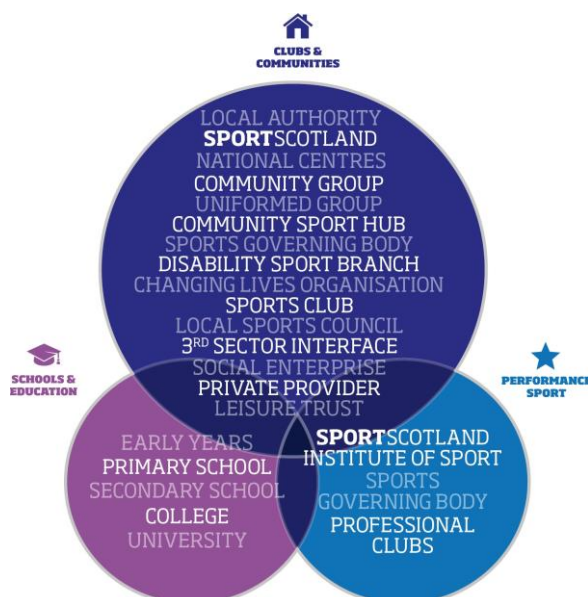 CLUBS &
COMMUNITIES
LOCAL AUTHORITY
SPORTSCOTLAND
NATIONAL CENTRES
COMMUNITY GROUP
UNIFORMED GROUP
COMMUNITY SPORT HUB
SPORTS GOVERNING BODY
DISABILITY SPORT BRANCH
CHANGING LIVES ORGANISATION
SPORTS CLUB
LOCAL SPORTS COUNCIL
3RD SECTOR INTERFACE
SOCIAL ENTERPRISE
PRIVATE PROVIDER
LEISURE TRUST
SCHOOLS &
EDUCATION
EARLY YEARS
PRIMARY SCHOOL
SECONDARY SCHOOL
COLLEGE
UNIVERSITY
PERFORMANCE
SPORT
SPORTSCOTLAND
INSTITUTE OF SPORT
SPORTS
GOVERNING BODY
PROFESSIONAL
CLUBS